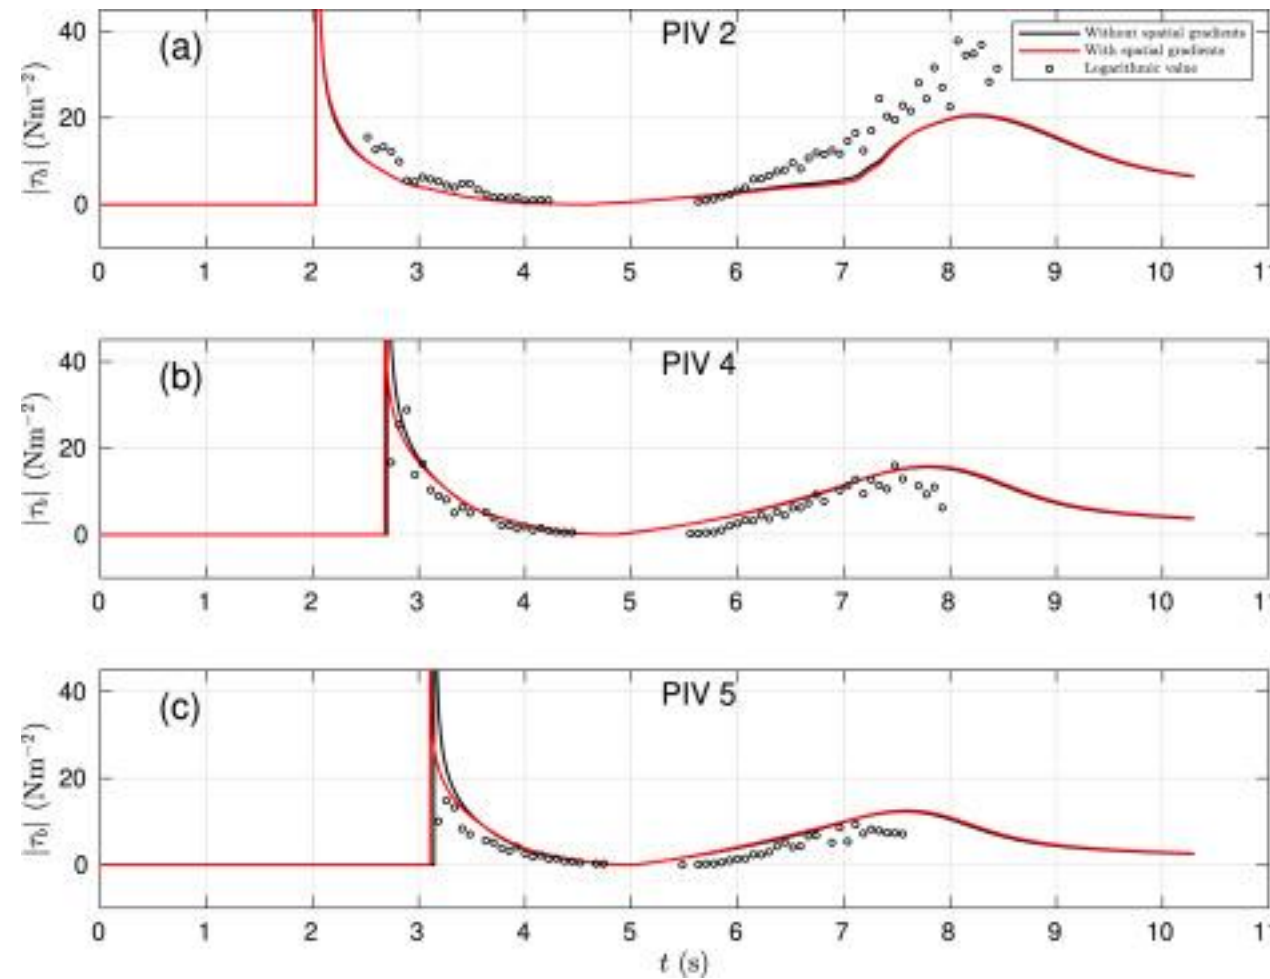 (a)
PIV 2
Without spatial gradients
With spatial gradients
Logarithmic value
|τb| (Nm−2)
40
20
0
0 1 2 3 4 5 6 7 8 9 10 11
(b)
PIV 4
|τb| (Nm−2)
40
20
0
0 1 2 3 4 5 6 7 8 9 10 11
(c)
PIV 5
|τb| (Nm−2)
40
20
0
0 1 2 3 4 5 6 7 8 9 10 11
t (s)